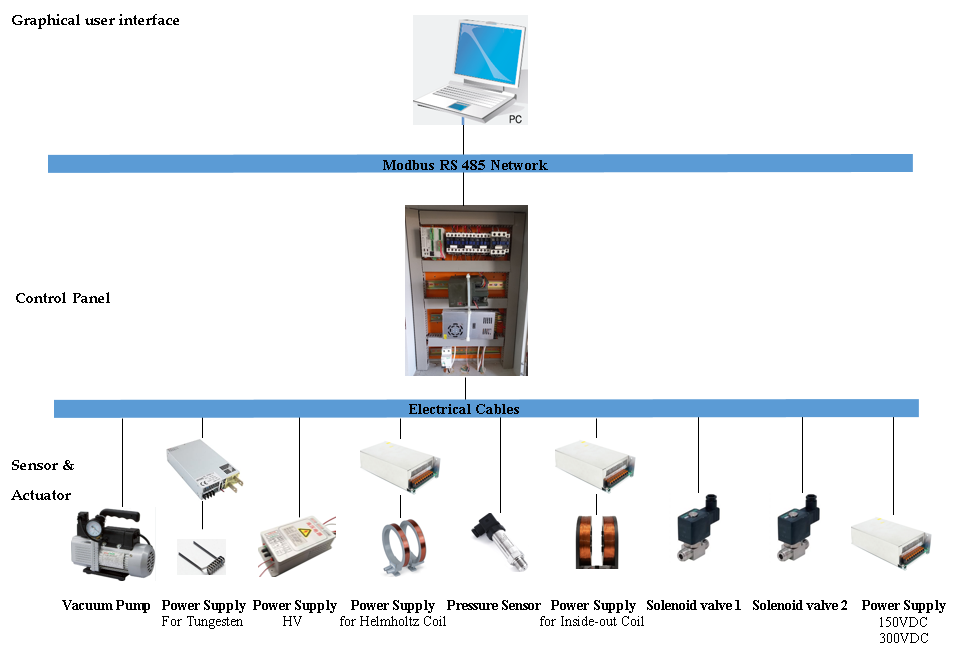 Graphical user interface
PC
Modbus RS 485 Network
Control Panel
Electrical Cables
Sensor &
Actuator
Vacuum Pump
Power Supply
For Tungesten
Power Supply
HV
Power Supply
for Helmholtz Coil
Pressure Sensor
Power Supply
for Inside-out Coil
Solenoid valve 1
Solenoid valve 2
Power Supply
150VDC
300VDC